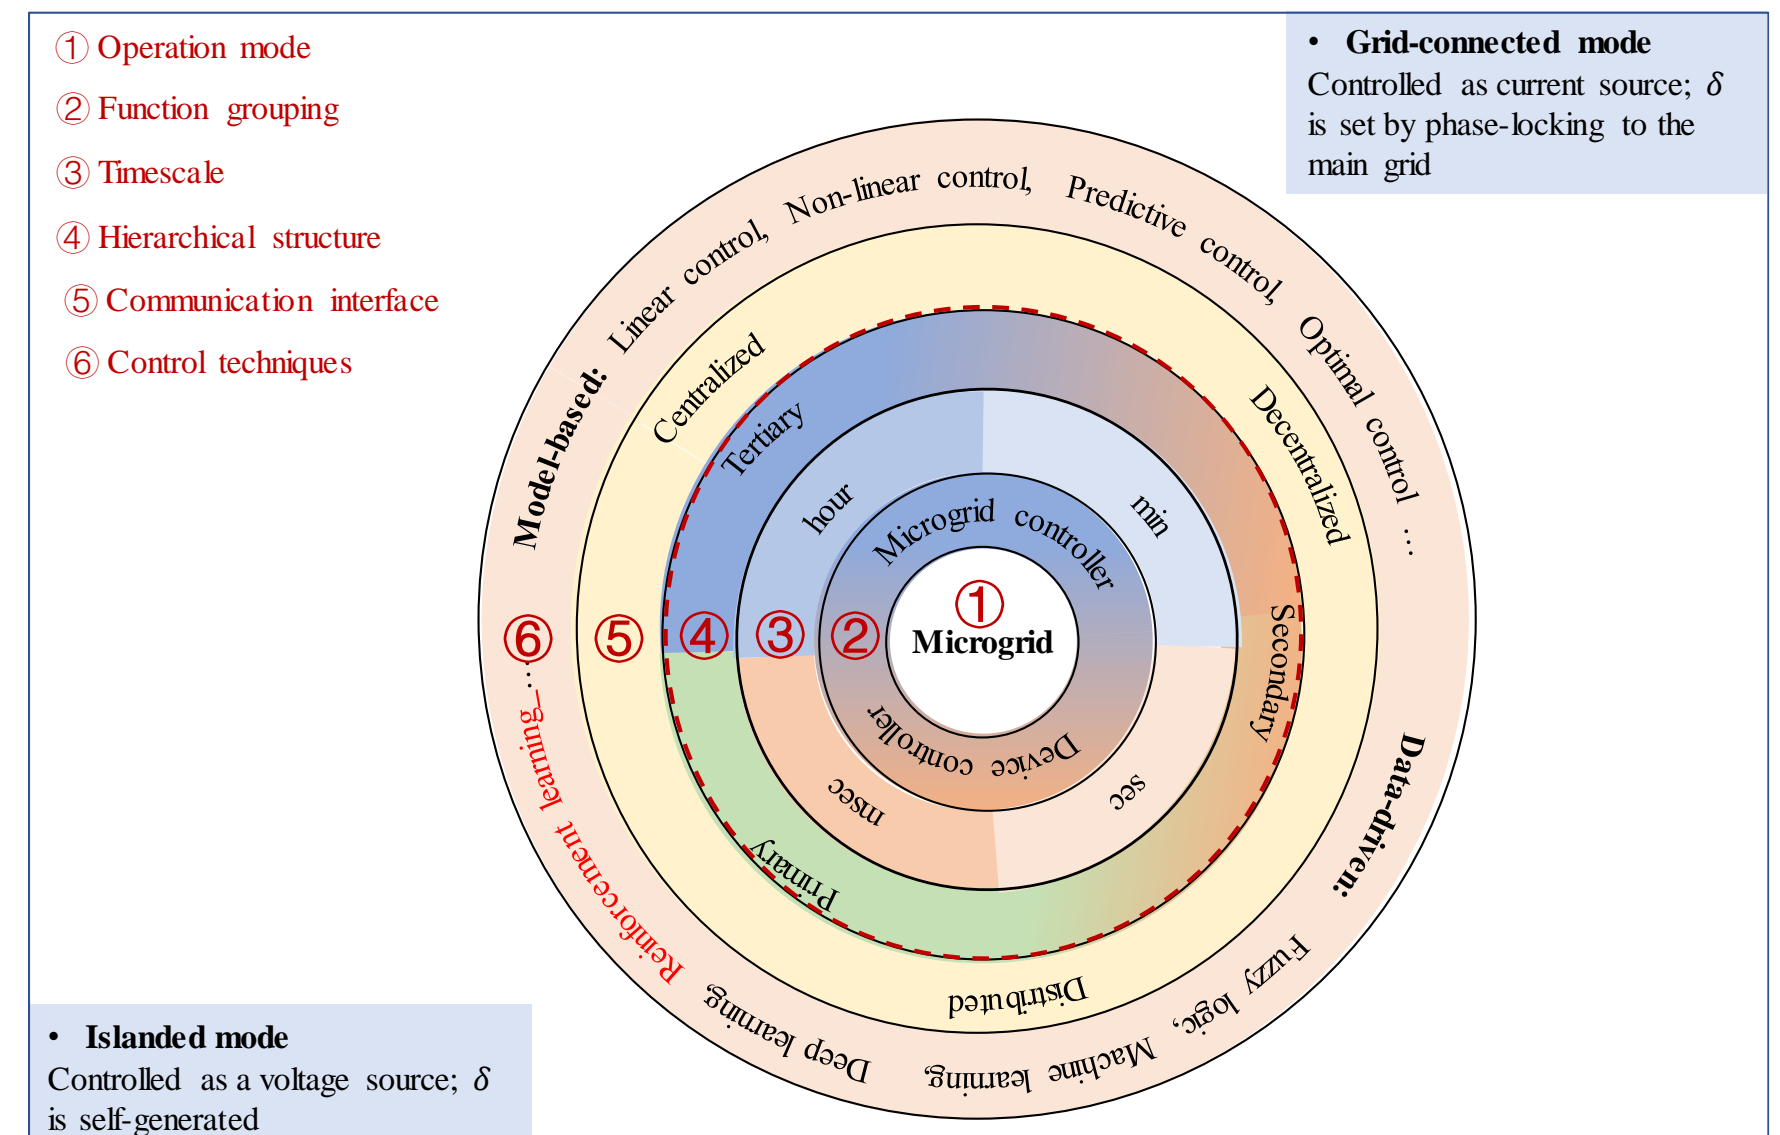 ① Operation mode
② Function grouping
③ Timescale
④ Hierarchical structure
⑤ Communication interface
⑥ Control techniques
• Grid-connected mode
Controlled as current source; δ
is set by phase-locking to the
main grid
Model-based: Linear control, Non-linear control, Predictive control, Optimal control ...
Centralized
Decentralized
Tertiary
hour
min
Microgrid controller
①
Microgrid
②
③
④
⑤
⑥
Secondary
Device controller
msec
sec
Primary
Distributed
Data-driven: Fuzzy logic, Machine learning, Deep learning, Reinforcement learning ...
• Islanded mode
Controlled as a voltage source; δ
is self-generated